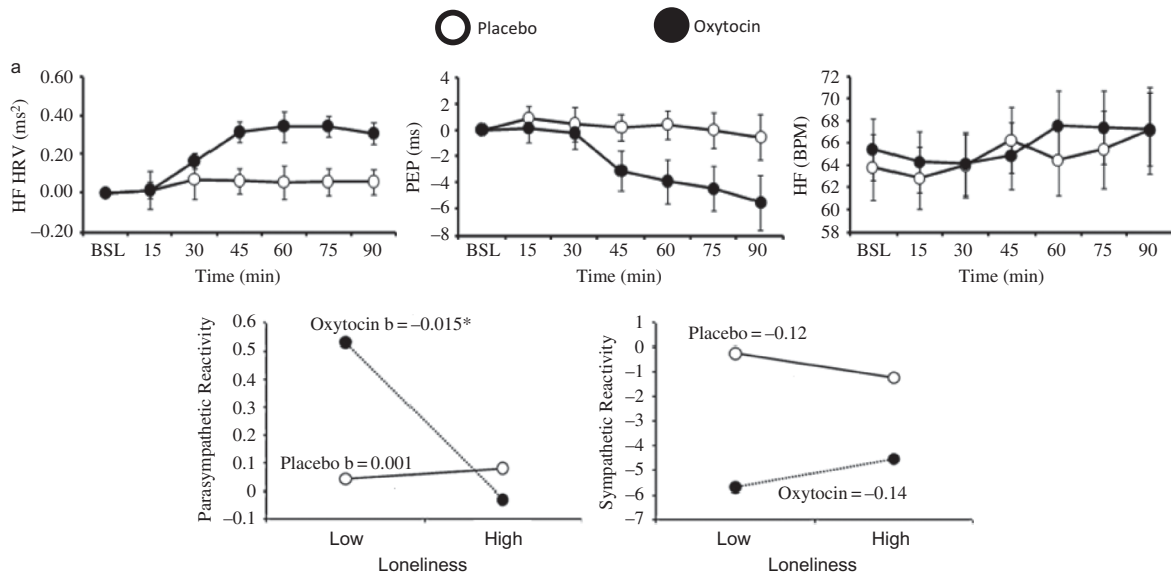 Placebo
Oxytocin
a
HF HRV (ms²)
0.60
0.40
0.20
0.00
−0.20
BSL 15 30 45 60 75 90
Time (min)
PEP (ms)
4
2
0
−2
−4
−6
−8
BSL 15 30 45 60 75 90
Time (min)
HF (BPM)
72
70
68
66
64
62
60
58
BSL 15 30 45 60 75 90
Time (min)
Parasympathetic Reactivity
0.6
0.5
0.4
0.3
0.2
0.1
0
−0.1
Oxytocin b = −0.015*
Placebo b = 0.001
Low High
Loneliness
Sympathetic Reactivity
1
0
−1
−2
−3
−4
−5
−6
−7
Placebo = −0.12
Oxytocin = −0.14
Low High
Loneliness